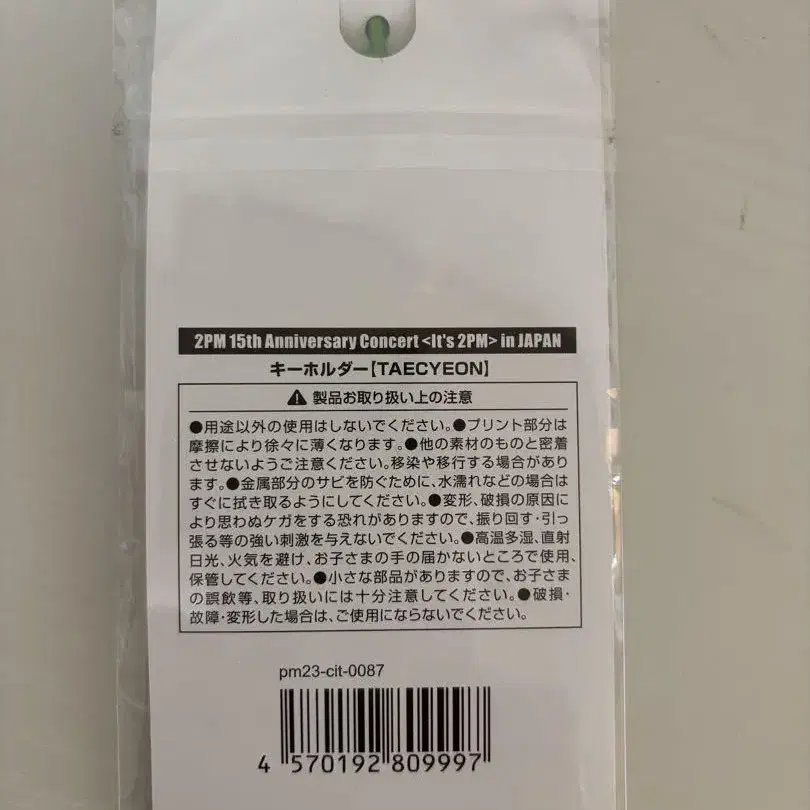 2PM 15th Anniversary Concert <It's 2PM> in JAPAN
キーホルダー【TAECYEON】
製品お取り扱い上の注意
●用途以外の使用はしないでください。●プリント部分は
摩擦により徐々に薄くなります。●他の素材のものと密着
させないようご注意ください。移染や移行する場合があり
ます。●金属部分のサビを防ぐために、水濡れなどの場合は
すぐに拭き取るようにしてください。●変形、破損の原因に
より思わぬケガをする恐れがありますので、振り回す・引っ
張る等の強い刺激を与えないでください。●高温多湿、直射
日光、火気を避け、お子さまの手の届かないところで使用、
保管してください。●小さな部品がありますので、お子さま
の誤飲等、取り扱いには十分注意してください。●破損・
故障・変形した場合は、ご使用にならないでください。
pm23-cit-0087
4 570192 809997